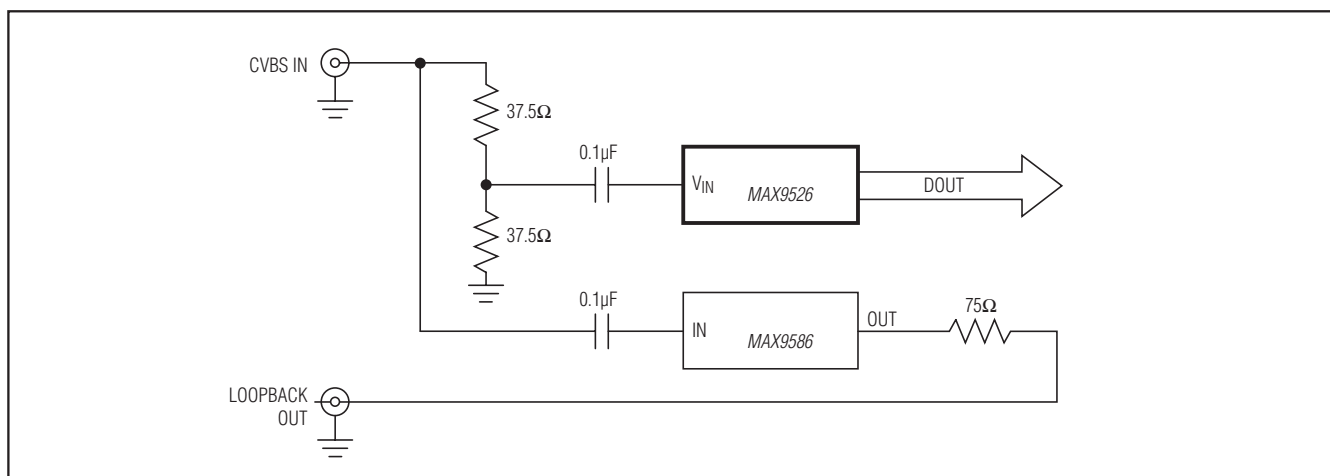 CVBS IN
37.5Ω
0.1µF
VIN
MAX9526
DOUT
37.5Ω
0.1µF
IN
MAX9586
OUT
75Ω
LOOPBACK
OUT